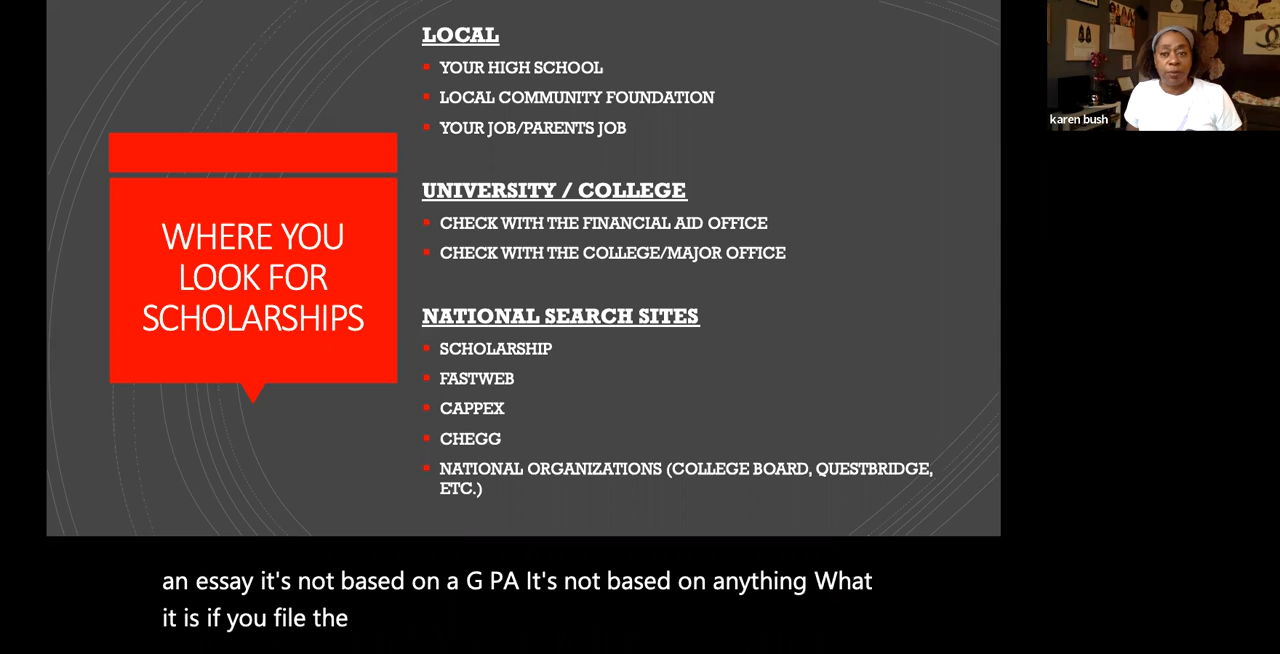 LOCAL
YOUR HIGH SCHOOL
LOCAL COMMUNITY FOUNDATION
YOUR JOB/PARENTS JOB
WHERE YOU
LOOK FOR
SCHOLARSHIPS
UNIVERSITY / COLLEGE
CHECK WITH THE FINANCIAL AID OFFICE
CHECK WITH THE COLLEGE/MAJOR OFFICE
NATIONAL SEARCH SITES
SCHOLARSHIP
FASTWEB
CAPPEX
CHEGG
NATIONAL ORGANIZATIONS (COLLEGE BOARD, QUESTBRIDGE,
ETC.)
karen bush
an essay it's not based on a G PA It's not based on anything What
it is if you file the